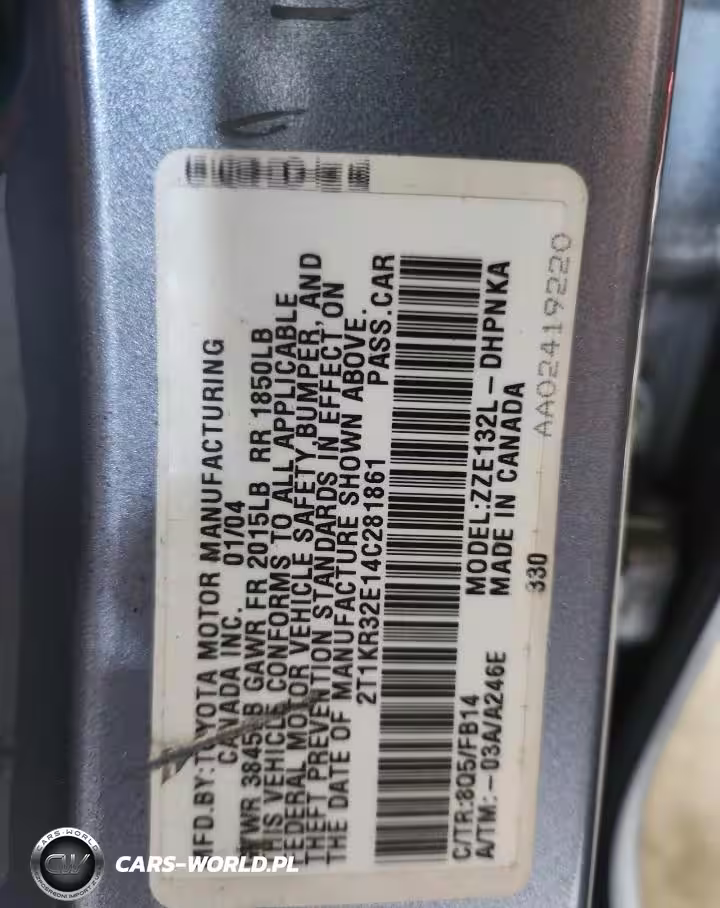 MFD.BY:TOYOTA MOTOR MANUFACTURING
CANADA INC. 01/04
GVWR 3845LB GAWR FR 2015LB RR 1850LB
THIS VEHICLE CONFORMS TO ALL APPLICABLE
FEDERAL MOTOR VEHICLE SAFETY,BUMPER, AND
THEFT PREVENTION STANDARDS IN EFFECT ON
THE DATE OF MANUFACTURE SHOWN ABOVE.
2T1KR32E14C281861 PASS.CAR
C/TR:8Q5/FB14 MODEL:ZZE132L-DHPNKA
A/TM:-03A/A246E MADE IN CANADA
330
AA02419220
CARS-WORLD
CW
CARS-WORLD.PL